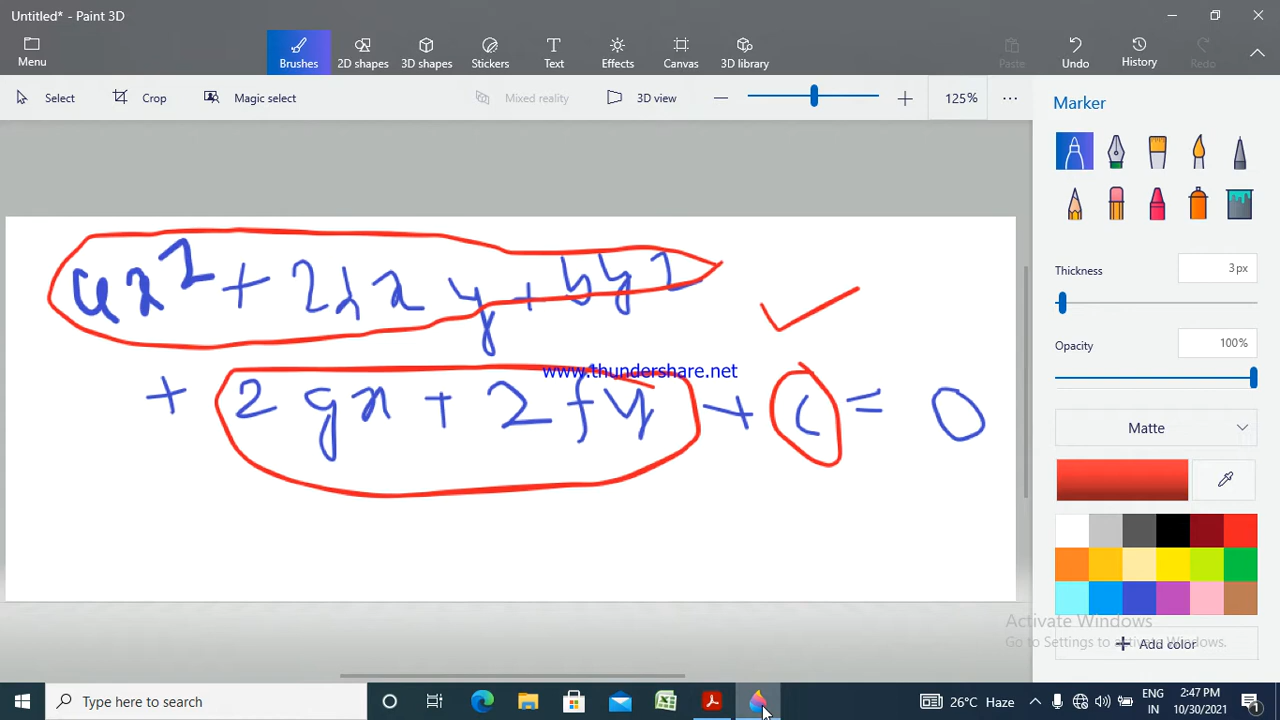 Untitled* - Paint 3D
Menu
Brushes
2D shapes
3D shapes
Stickers
Text
Effects
Canvas
3D library
Paste
Undo
History
Redo
Select
Crop
Magic select
Mixed reality
3D view
125%
Marker
ax² + 2hxy + by²
www.thundershare.net
+ 2gx + 2fy + c = 0
Thickness
3px
Opacity
100%
Matte
Activate Windows
Go to Settings to activate Windows.
Add color
Type here to search
26°C Haze
ENG
IN
2:47 PM
10/30/2021
1